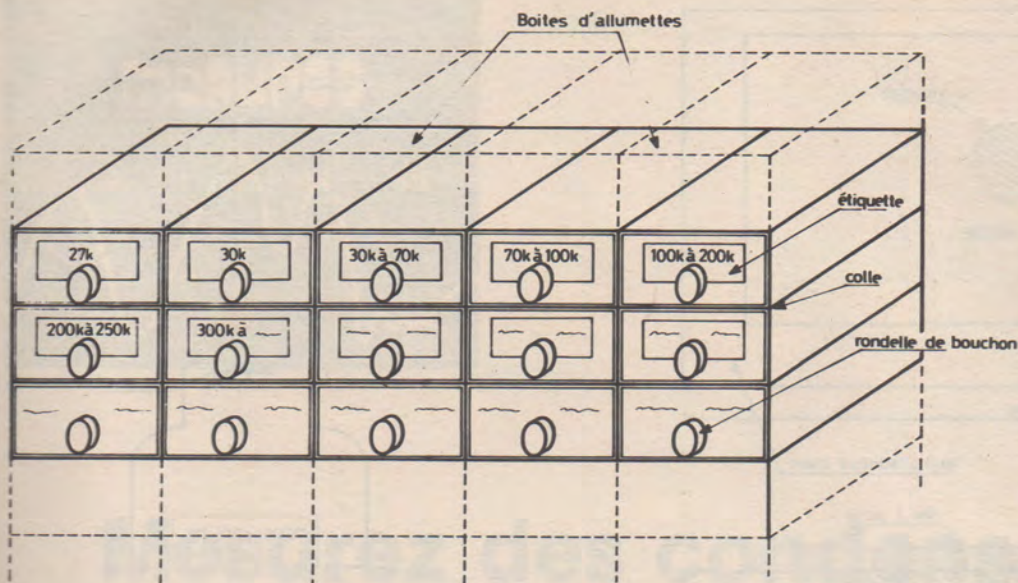 Boites d'allumettes
étiquette
27k
30k
30k à 70k
70k à 100k
100k à 200k
colle
200k à 250k
300k à
rondelle de bouchon